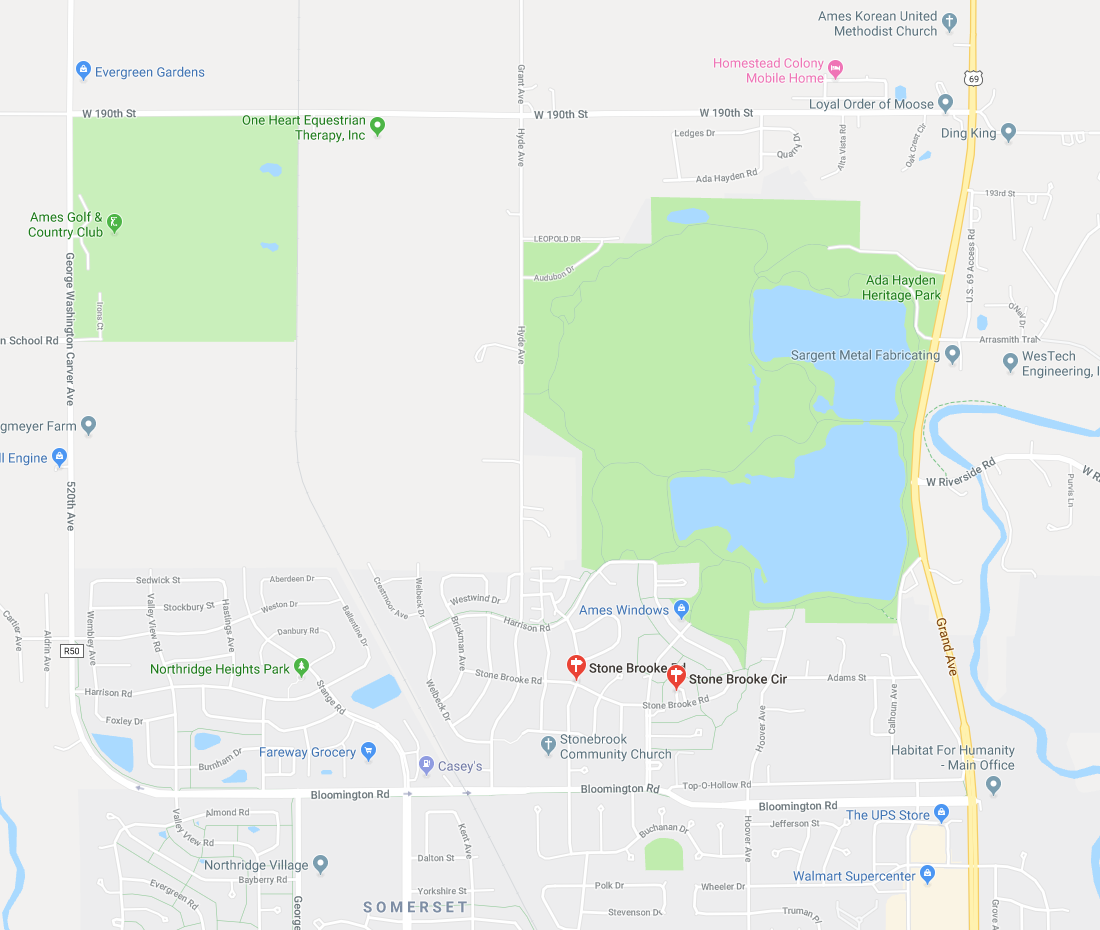 Ames Korean United
Methodist Church
Evergreen Gardens
Grant Ave
Homestead Colony
Mobile Home
69
W 190th St
W 190th St
W 190th St
Loyal Order of Moose
One Heart Equestrian
Therapy, Inc
Hyde Ave
Ledges Dr
Quarry Dr
Alta Vista Rd
Oak Crest Cir
Ding King
Ada Hayden Rd
193rd St
Ames Golf &
Country Club
LEOPOLD DR
Audubon Dr
U.S. 69 Access Rd
George Washington Carver Ave
Irons Ct
Ada Hayden
Heritage Park
O'Neil Dr
n School Rd
Hyde Ave
Arrasmith Trail
Sargent Metal Fabricating
WesTech
Engineering, I
gmeyer Farm
ll Engine
W Riverside Rd
W R
Purvis Ln
520th Ave
Sedwick St
Aberdeen Dr
Crestmoor Ave
Welbeck Dr
Westwind Dr
Stockbury St
Weston Dr
Valley View Rd
Hastings Ave
Ballentine Dr
Ames Windows
Cartier Ave
Aldrin Ave
Wembley Ave
Danbury Rd
Harrison Rd
Brickman Ave
Grand Ave
R50
Northridge Heights Park
Stone Brooke Rd
Stone Brooke Cir
Stone Brooke Rd
Adams St
Harrison Rd
Stange Rd
Welbeck Dr
Stone Brooke Rd
Calhoun Ave
Foxley Dr
Hoover Ave
Stonebrook
Community Church
Fareway Grocery
Burnham Dr
Casey's
Habitat For Humanity
- Main Office
Bloomington Rd
Bloomington Rd
Top-O-Hollow Rd
Bloomington Rd
Almond Rd
Valley View Rd
Kent Ave
Buchanan Dr
Hoover Ave
Jefferson St
The UPS Store
Northridge Village
Dalton St
Bayberry Rd
Walmart Supercenter
Evergreen Rd
Yorkshire St
Polk Dr
Wheeler Dr
George
SOMERSET
Stevenson Dr
Truman Pl
Grove A